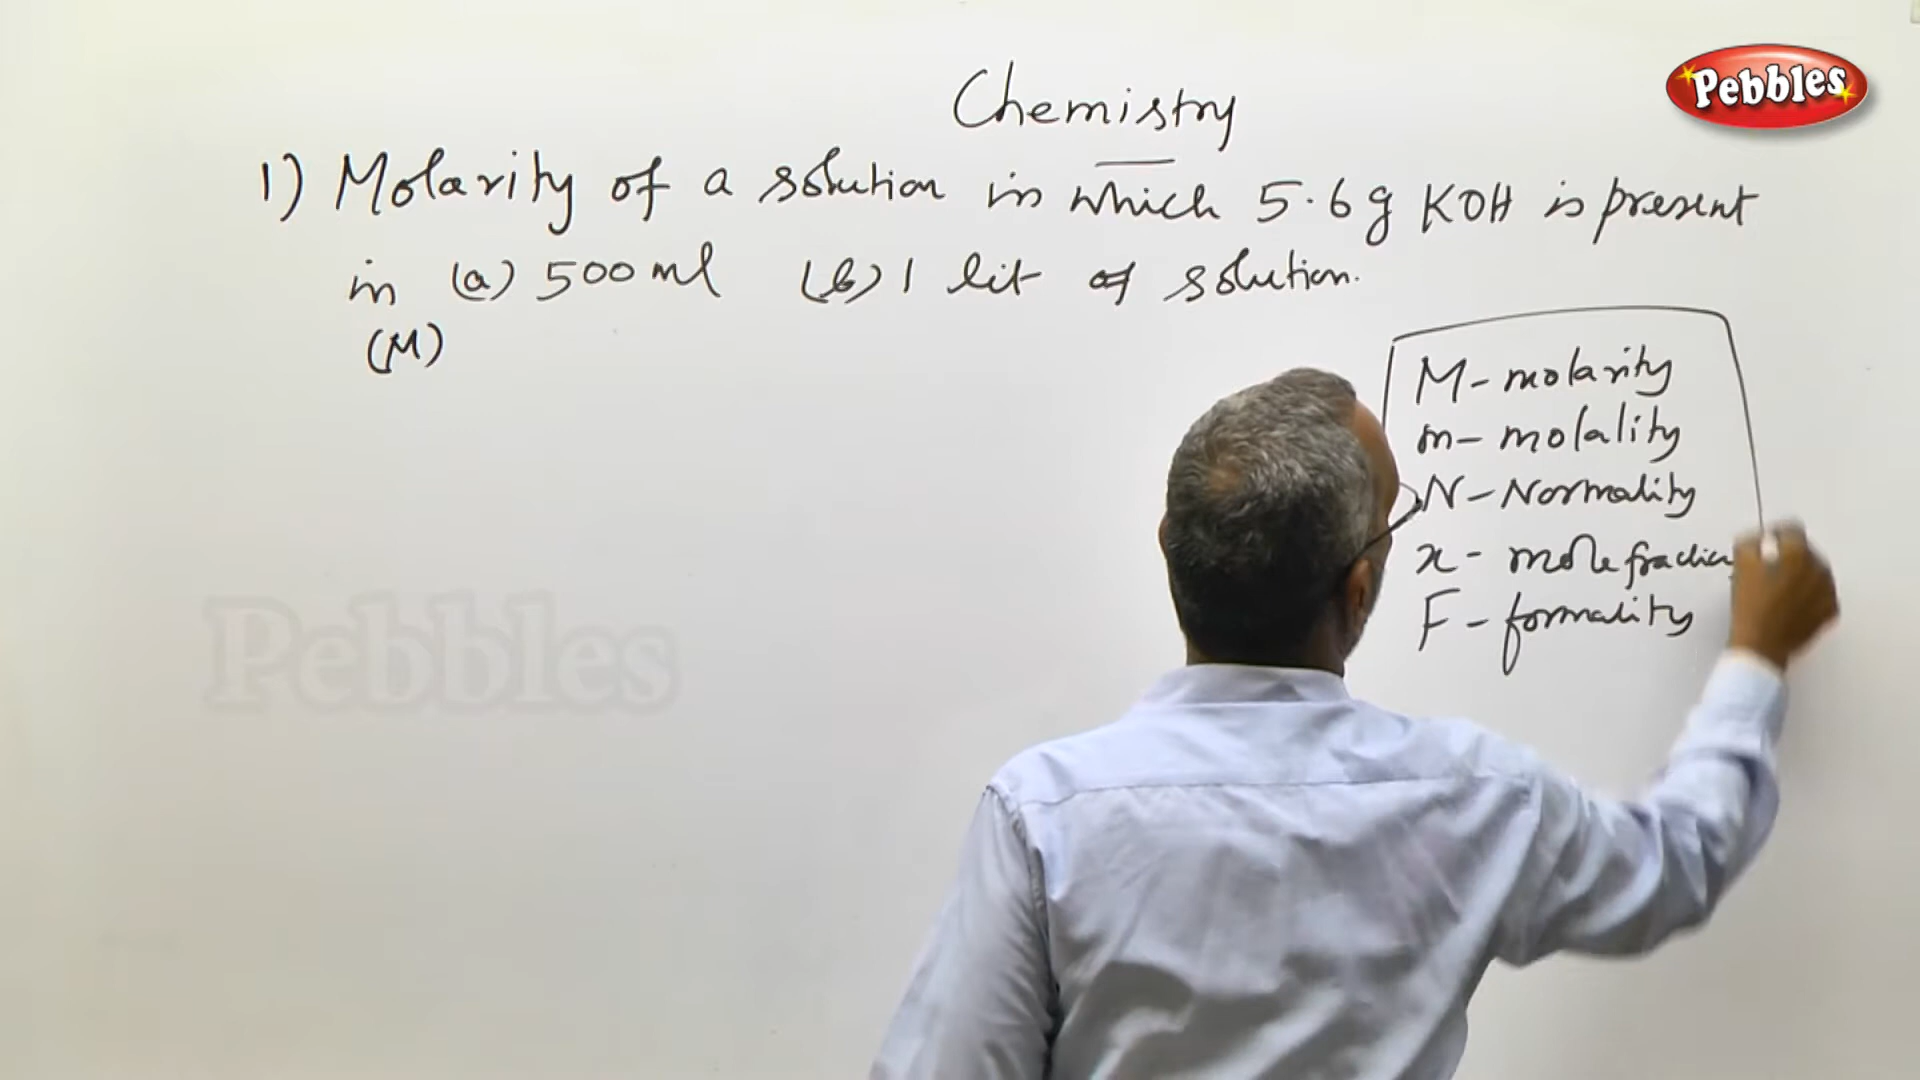 Pebbles
Chemistry
1) Molarity of a solution in which 5.6g KOH is present
in (a) 500 ml (b) 1 lit of solution.
(M)
M - molarity
m - molality
N - Normality
x - mole fraction
F - formality
Pebbles